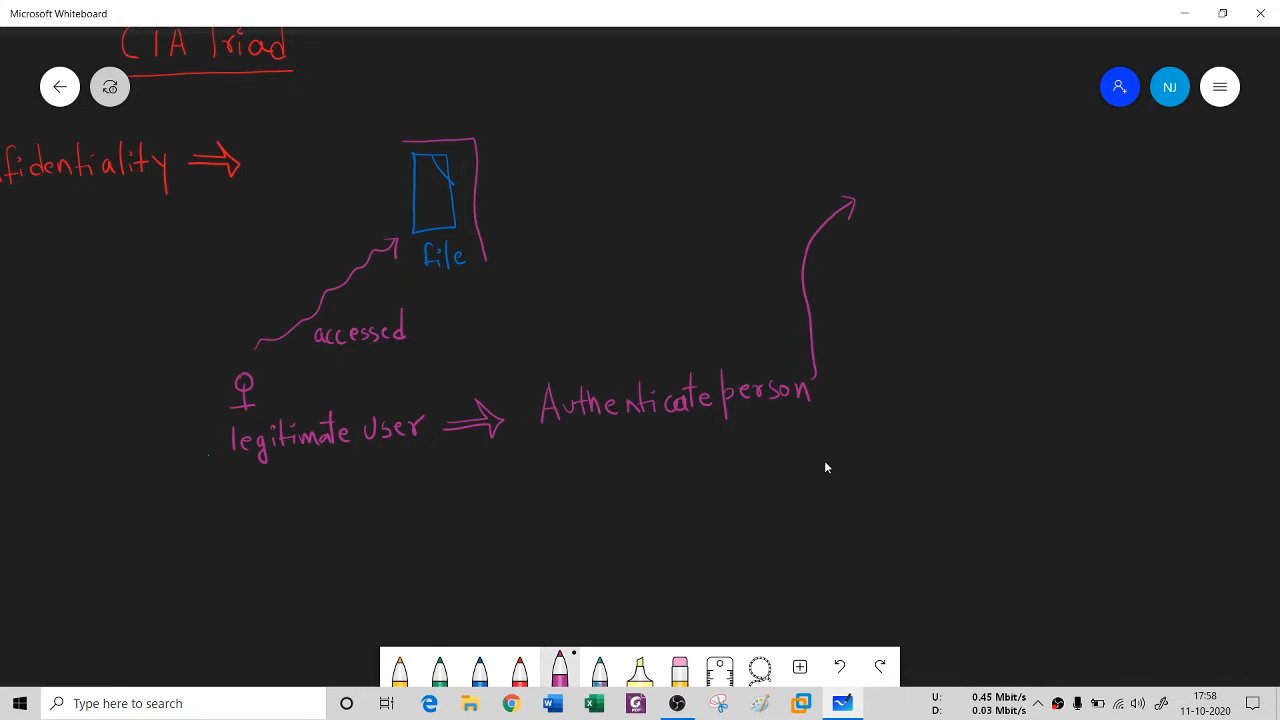 Microsoft Whiteboard
CIA Triad
NJ
fidentiality ⇒
file
accessed
legitimate user ⇒ Authenticate person
Type here to search
U: 0.45 Mbit/s
D: 0.03 Mbit/s
17:58
11-10-2020